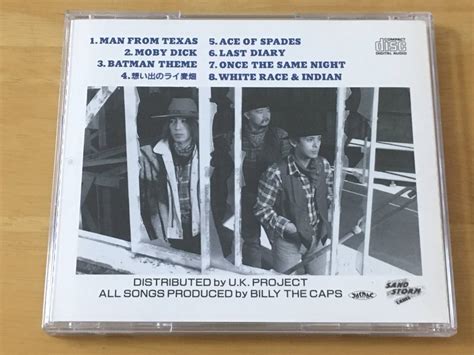 1.MAN FROM TEXAS
2.MOBY DICK
3.BATMAN THEME
4.想い出のライ麦畑
5.ACE OF SPADES
6.LAST DIARY
7.ONCE THE SAME NIGHT
8.WHITE RACE & INDIAN
COMPACT
disc
DIGITAL AUDIO
DISTRIBUTED by U.K. PROJECT
ALL SONGS PRODUCED by BILLY THE CAPS
SAND
STORM
LABEL